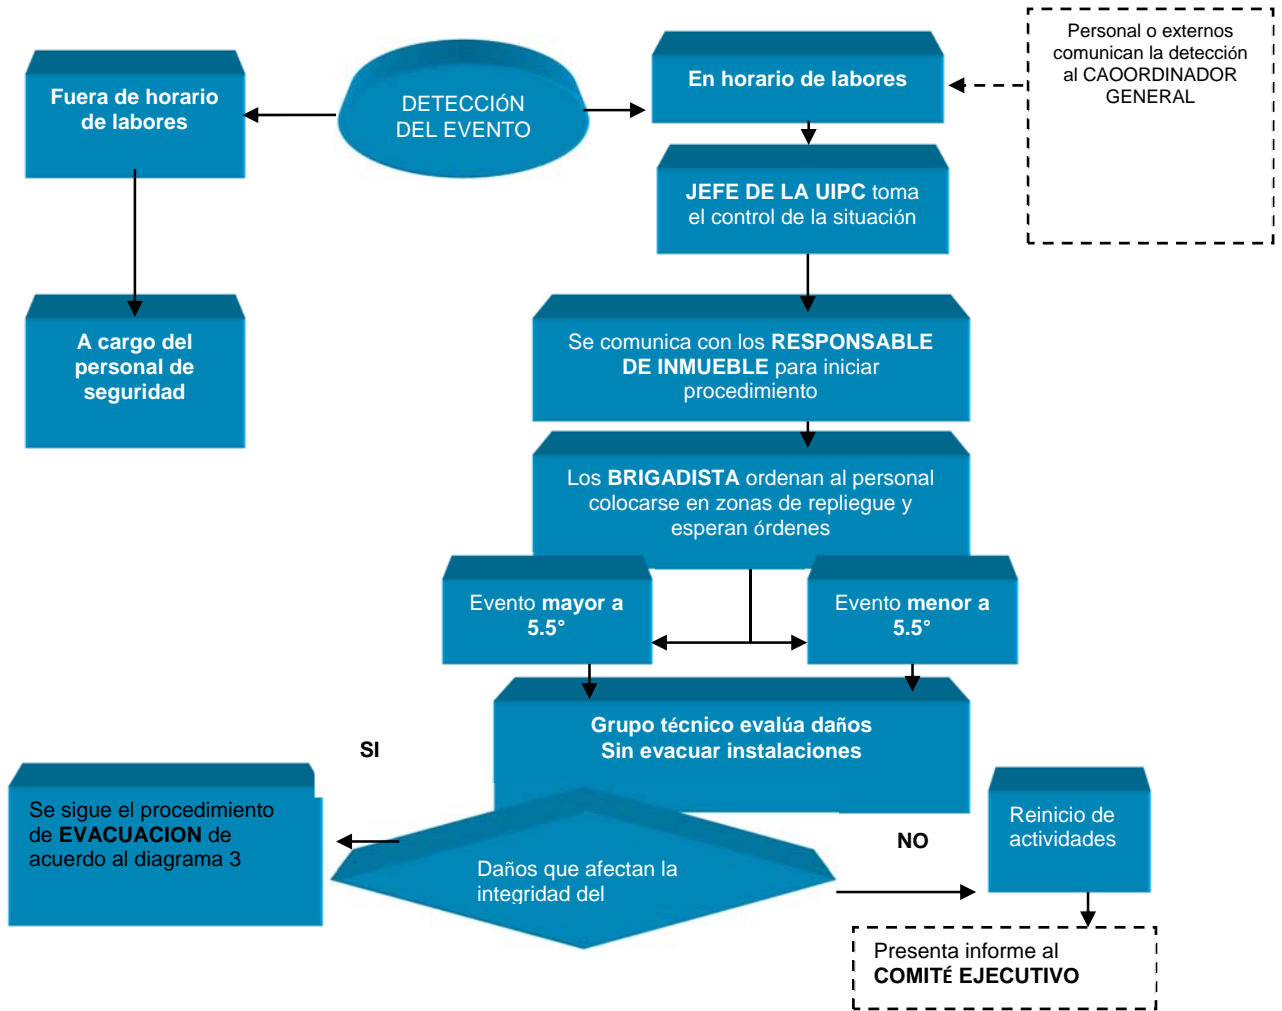 Personal o externos
comunican la detección
al CAOORDINADOR
GENERAL
Fuera de horario
de labores
DETECCIÓN
DEL EVENTO
En horario de labores
JEFE DE LA UIPC toma
el control de la situación
A cargo del
personal de
seguridad
Se comunica con los RESPONSABLE
DE INMUEBLE para iniciar
procedimiento
Los BRIGADISTA ordenan al personal
colocarse en zonas de repliegue y
esperan órdenes
Evento mayor a
5.5°
Evento menor a
5.5°
Grupo técnico evalúa daños
Sin evacuar instalaciones
SI
Se sigue el procedimiento
de EVACUACION de
acuerdo al diagrama 3
Daños que afectan la
integridad del
NO
Reinicio de
actividades
Presenta informe al
COMITÉ EJECUTIVO